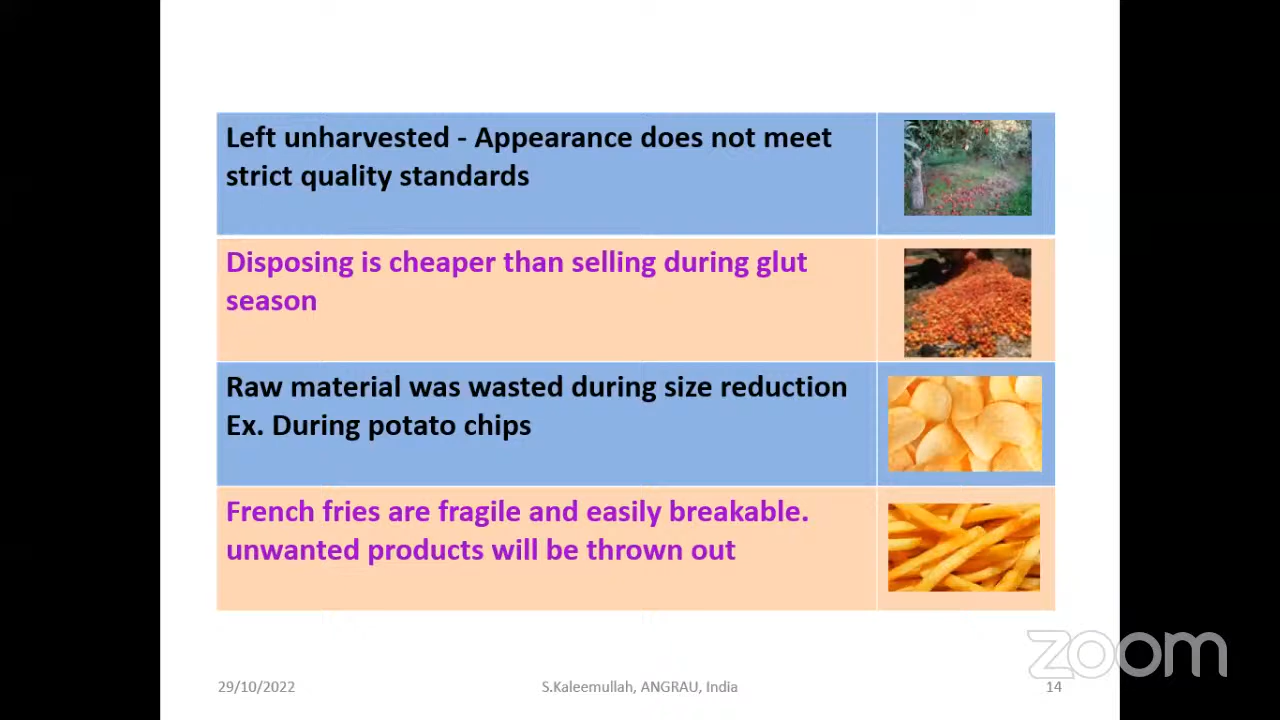 Left unharvested - Appearance does not meet
strict quality standards
Disposing is cheaper than selling during glut
season
Raw material was wasted during size reduction
Ex. During potato chips
French fries are fragile and easily breakable.
unwanted products will be thrown out
zoom
29/10/2022
S.Kaleemullah, ANGRAU, India
14